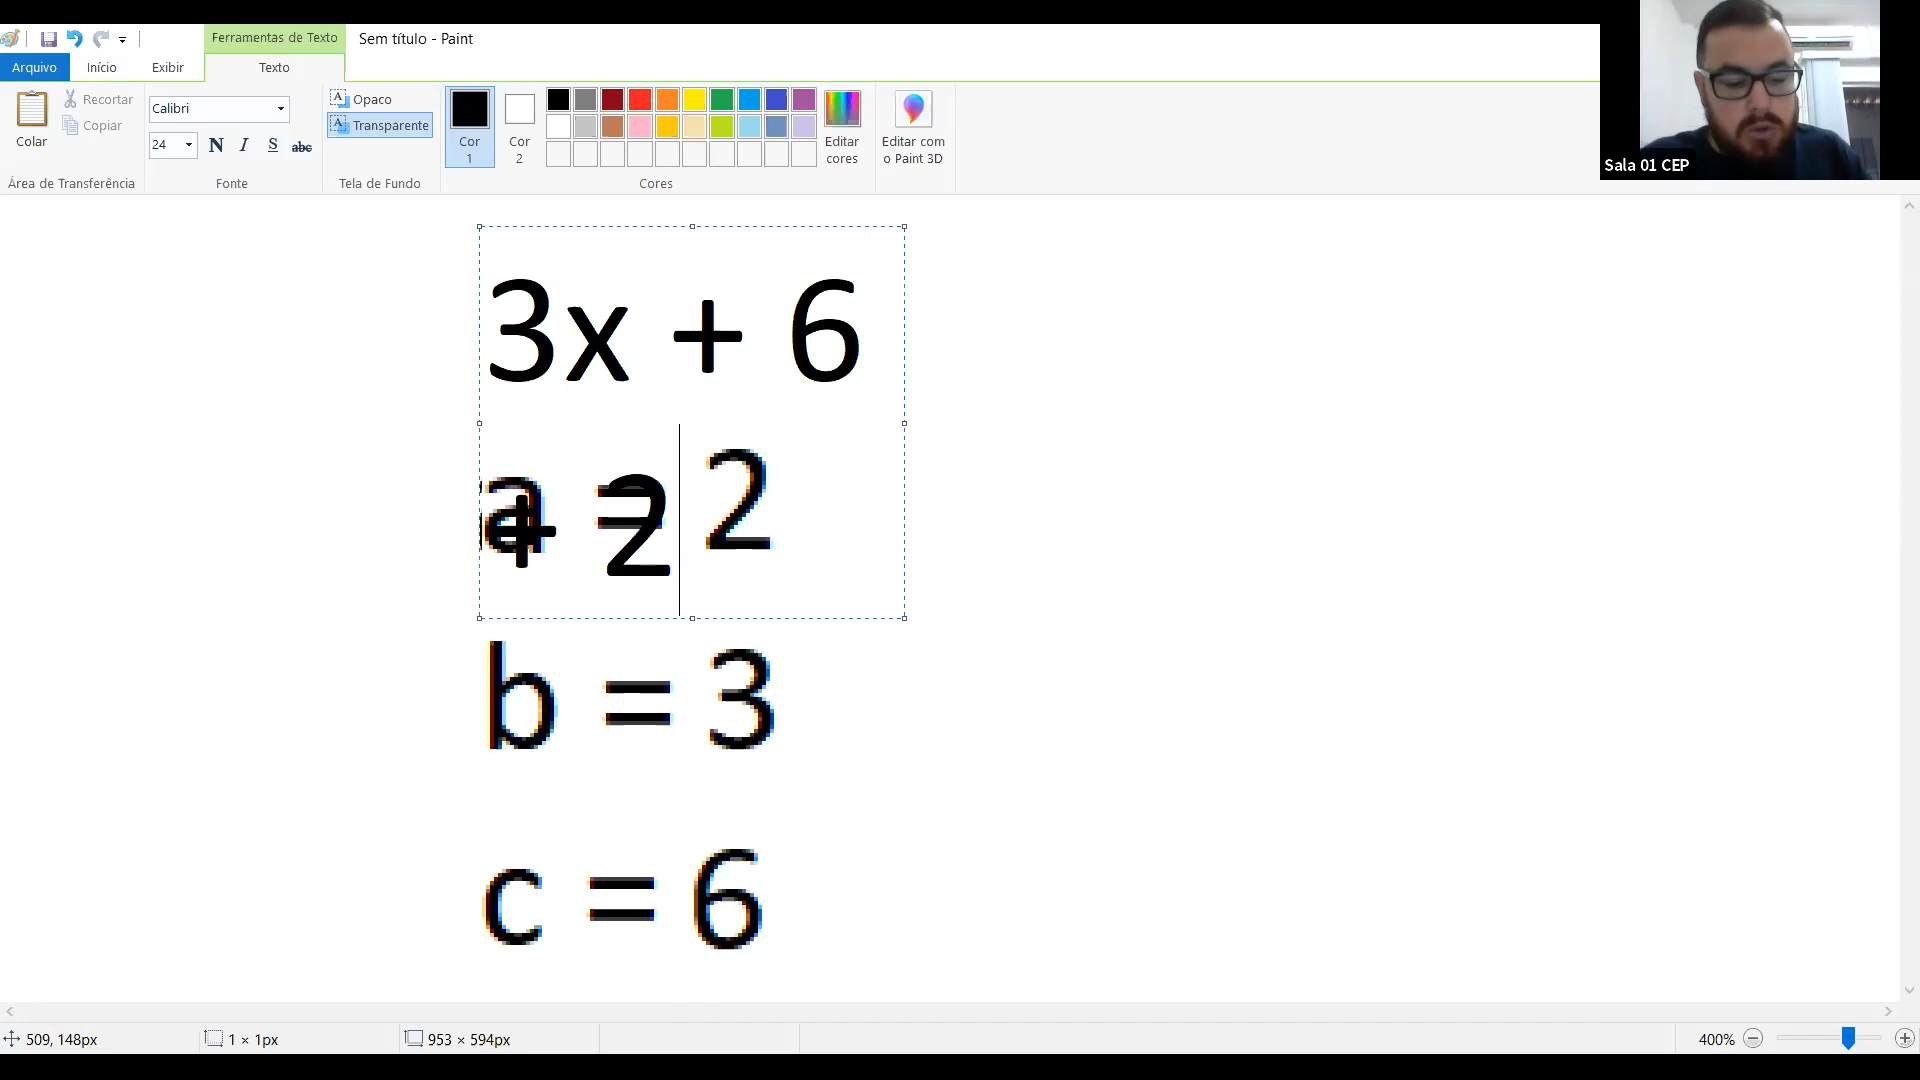 Ferramentas de Texto
Sem título - Paint
Arquivo
Início
Exibir
Texto
Colar
Recortar
Copiar
Área de Transferência
Calibri
24
N I S abc
Fonte
Opaco
Transparente
Tela de Fundo
Cor 1
Cor 2
Editar cores
Cores
Editar com o Paint 3D
Sala 01 CEP
3x + 6
+ 2
a = 2
b = 3
c = 6
509, 148px
1 × 1px
953 × 594px
400%